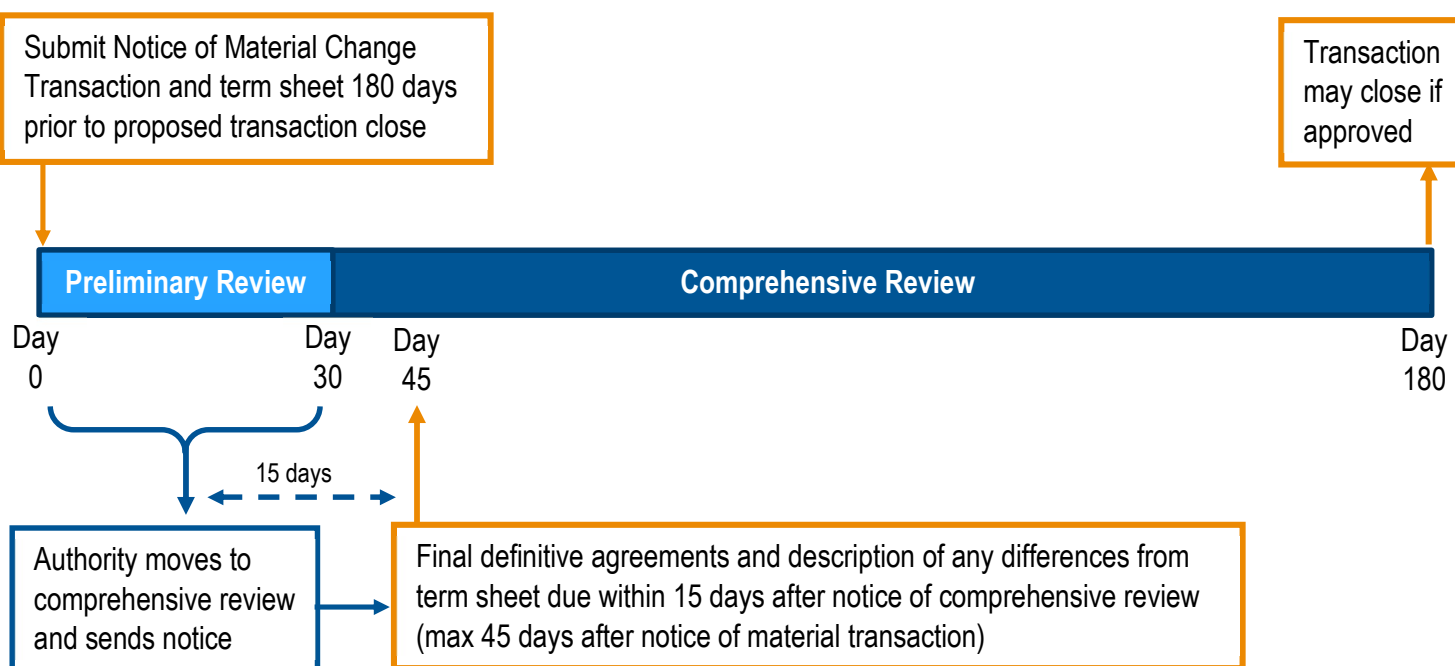 Submit Notice of Material Change
Transaction and term sheet 180 days
prior to proposed transaction close
Transaction
may close if
approved
Preliminary Review
Comprehensive Review
Day
0
Day
30
Day
45
Day
180
15 days
Authority moves to
comprehensive review
and sends notice
Final definitive agreements and description of any differences from
term sheet due within 15 days after notice of comprehensive review
(max 45 days after notice of material transaction)